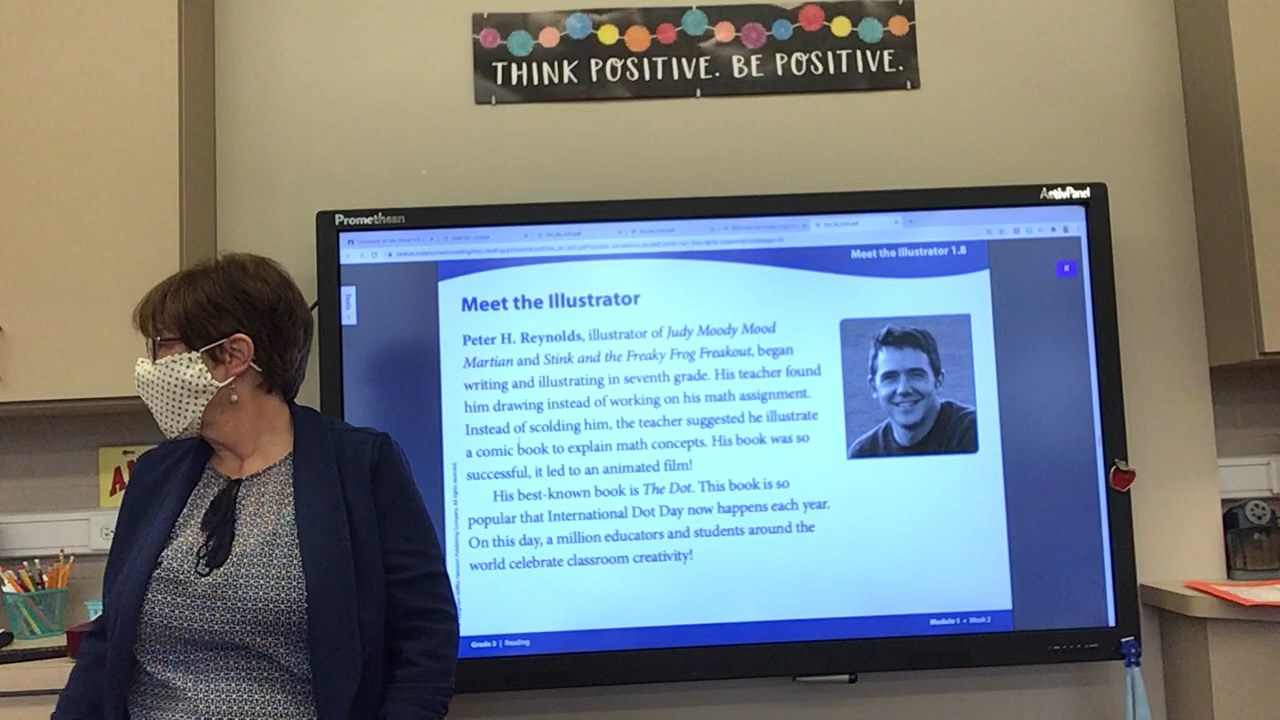 THINK POSITIVE. BE POSITIVE.
Promethean
ActivPanel
Meet the Illustrator 1.8
Meet the Illustrator
Peter H. Reynolds, illustrator of Judy Moody Mood
Martian and Stink and the Freaky Frog Freakout, began
writing and illustrating in seventh grade. His teacher found
him drawing instead of working on his math assignment.
Instead of scolding him, the teacher suggested he illustrate
a comic book to explain math concepts. His book was so
successful, it led to an animated film!
His best-known book is The Dot. This book is so
popular that International Dot Day now happens each year.
On this day, a million educators and students around the
world celebrate classroom creativity!
Grade 3 | Reading
Module 1 • Week 2